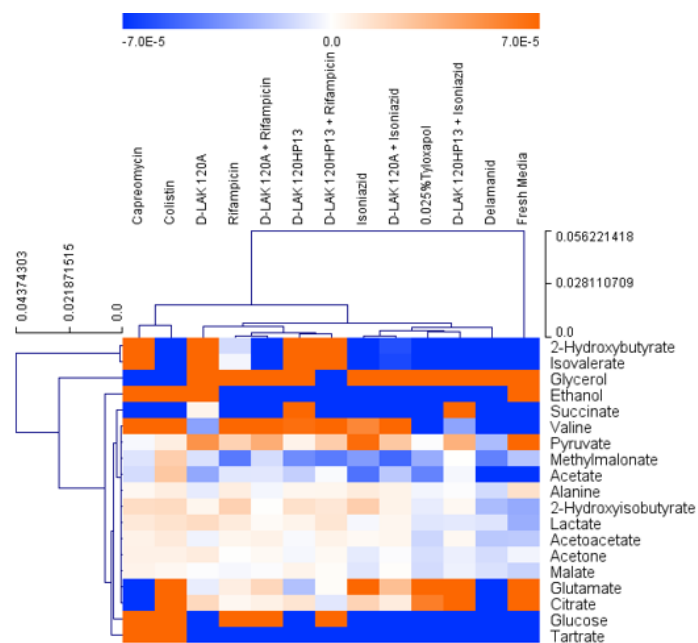 -7.0E-5 0.0 7.0E-5
Capreomycin
Colistin
D-LAK 120A
Rifampicin
D-LAK 120A + Rifampicin
D-LAK 120HP13
D-LAK 120HP13 + Rifampicin
Isoniazid
D-LAK 120A + Isoniazid
0.025%Tyloxapol
D-LAK 120HP13 + Isoniazid
Delamanid
Fresh Media
0.056221418
0.028110709
0.0
0.04374303
0.021871515
0.0
2-Hydroxybutyrate
Isovalerate
Glycerol
Ethanol
Succinate
Valine
Pyruvate
Methylmalonate
Acetate
Alanine
2-Hydroxyisobutyrate
Lactate
Acetoacetate
Acetone
Malate
Glutamate
Citrate
Glucose
Tartrate